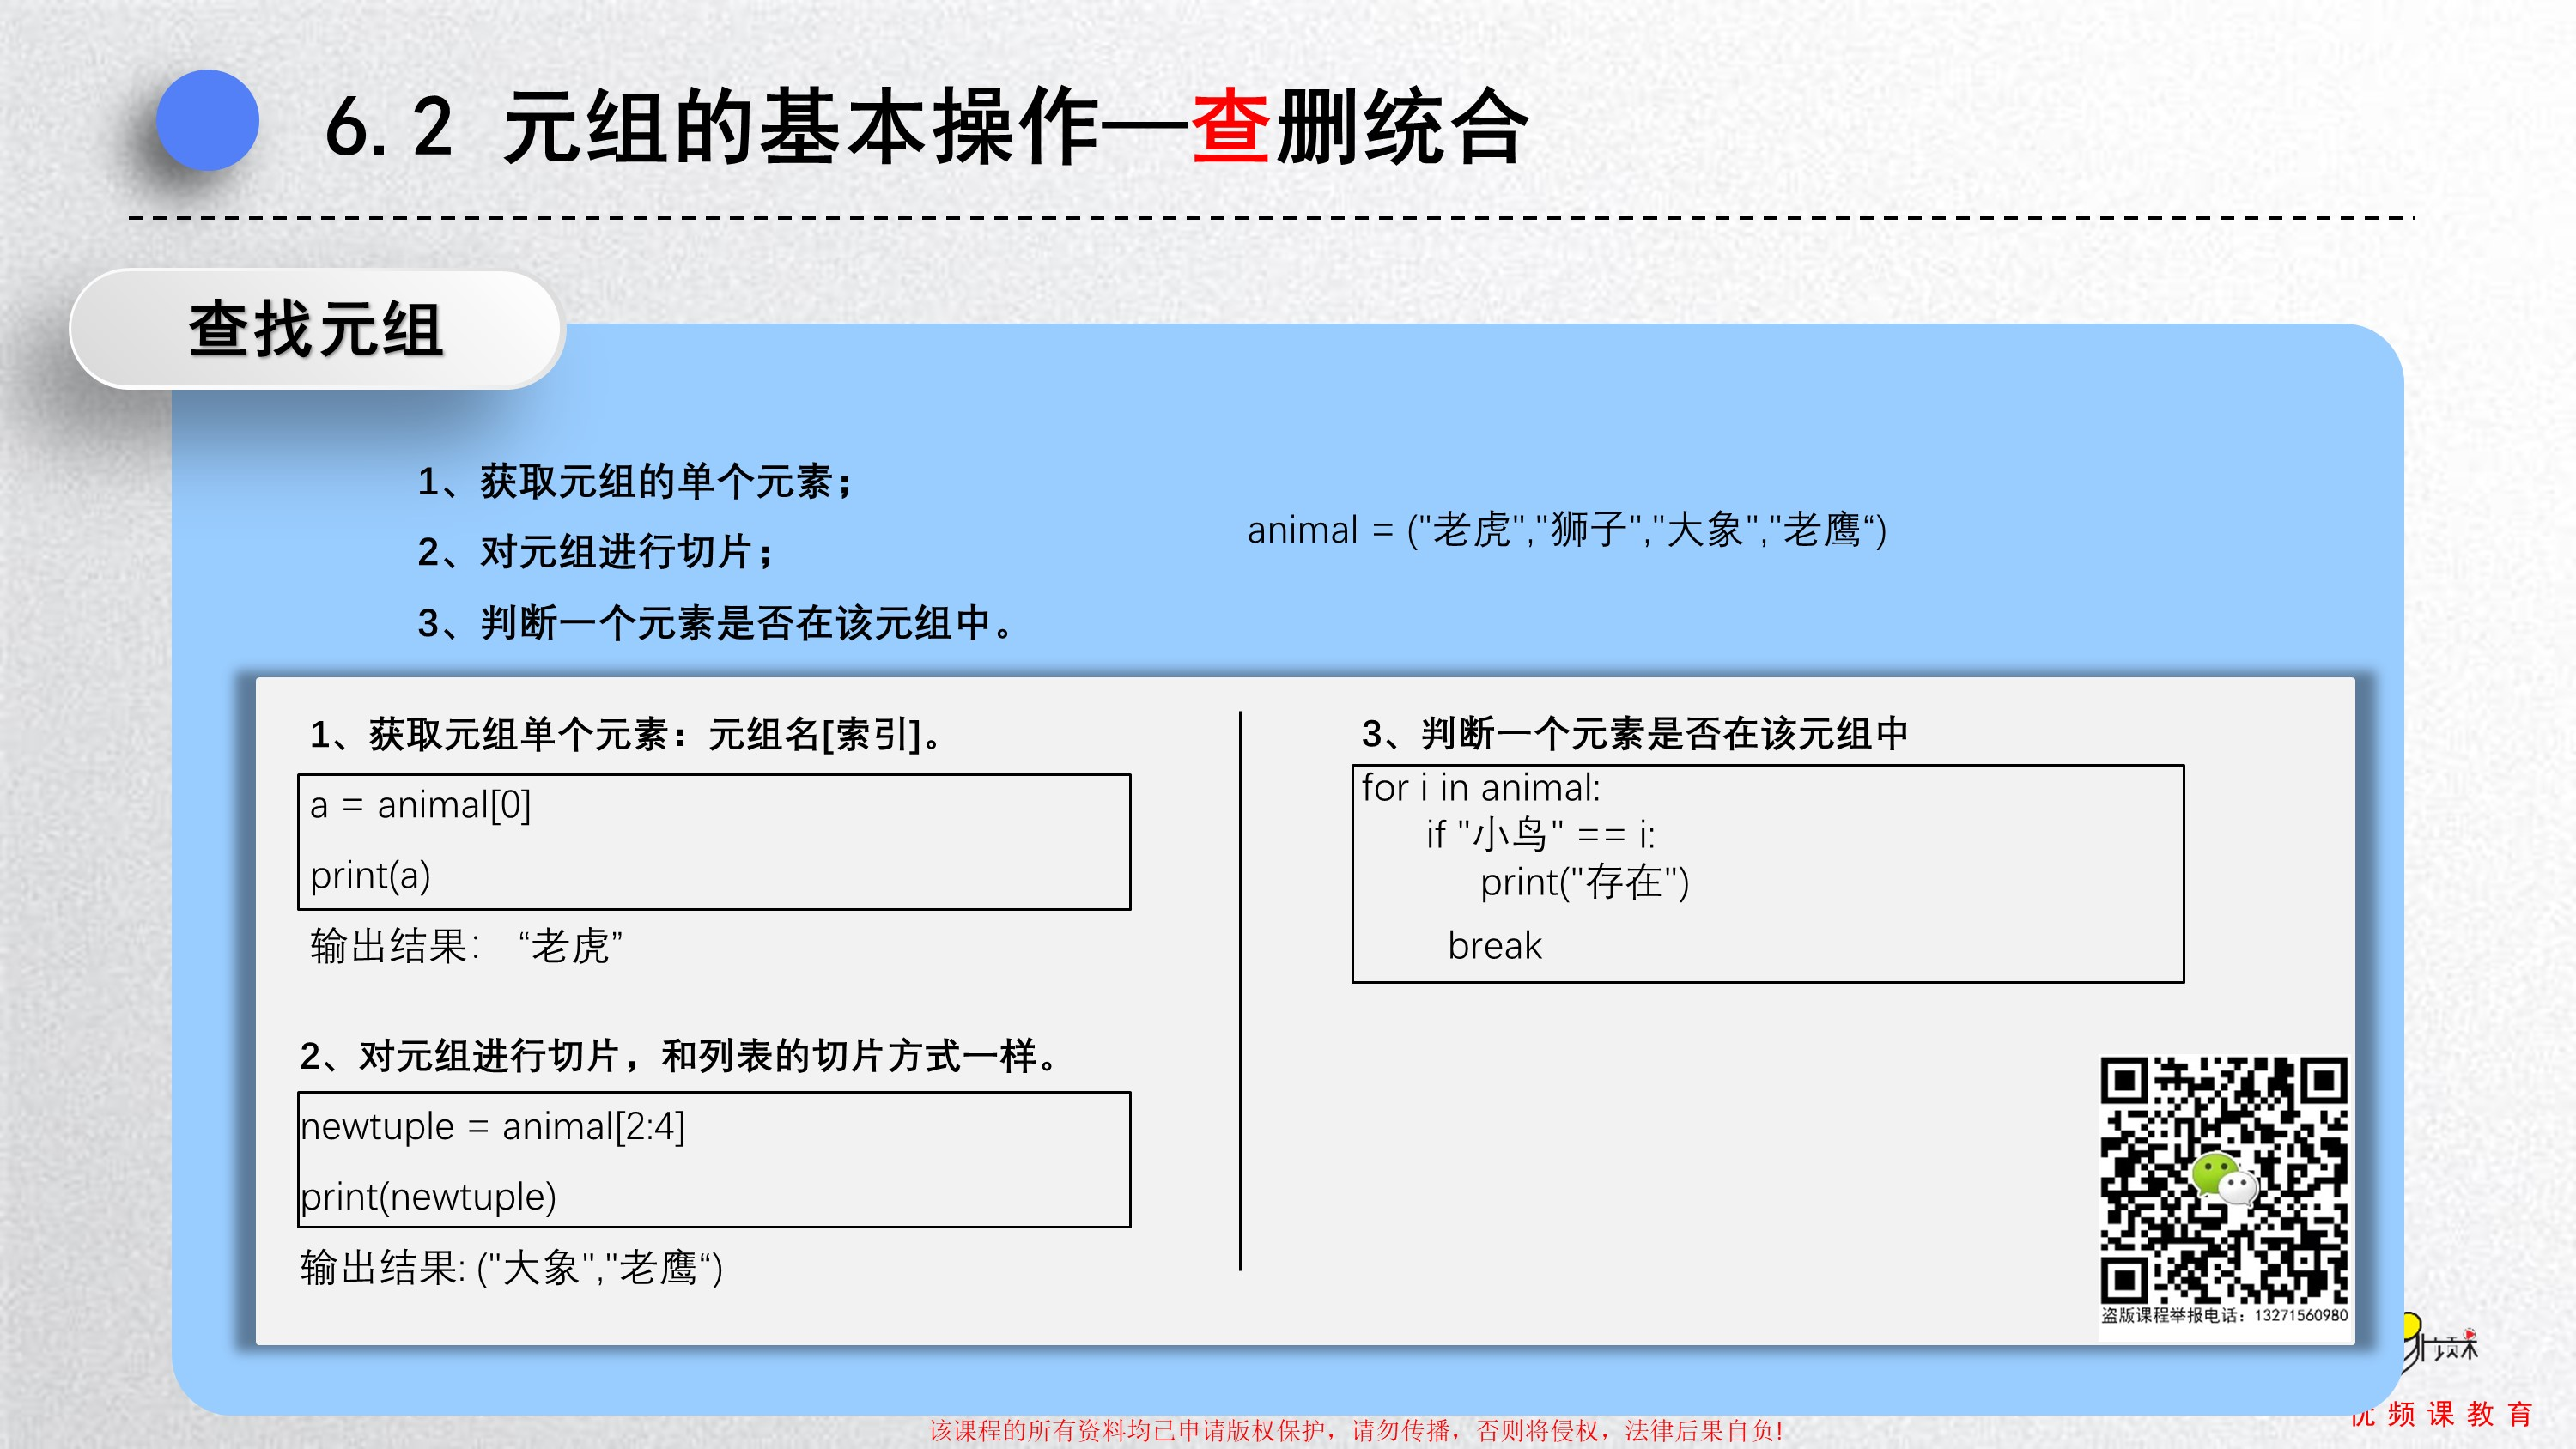 6.2 元组的基本操作—查删统合
查找元组
1、获取元组的单个元素；
2、对元组进行切片；
3、判断一个元素是否在该元组中。
animal = ("老虎","狮子","大象","老鹰“)
1、获取元组单个元素：元组名[索引]。
a = animal[0]
print(a)
输出结果： “老虎”
2、对元组进行切片，和列表的切片方式一样。
newtuple = animal[2:4]
print(newtuple)
输出结果: ("大象","老鹰“)
3、判断一个元素是否在该元组中
for i in animal:
if "小鸟" == i:
print("存在")
break
盗版课程举报电话：13271560980
优频课教育
该课程的所有资料均已申请版权保护，请勿传播，否则将侵权，法律后果自负!